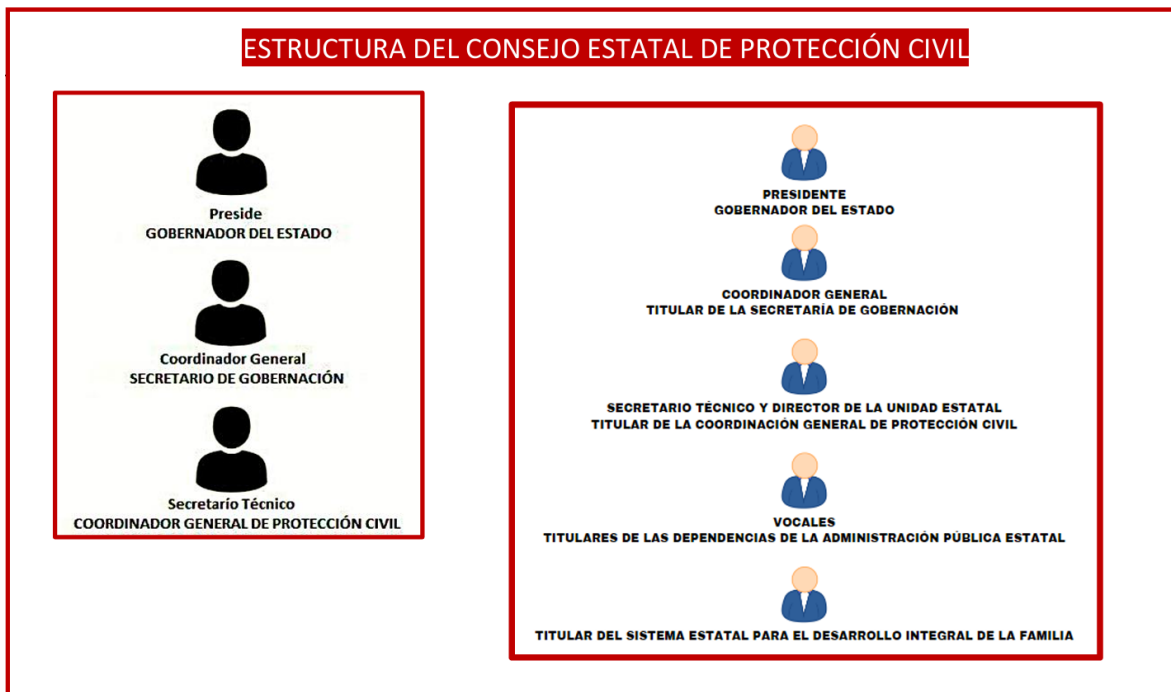 ESTRUCTURA DEL CONSEJO ESTATAL DE PROTECCIÓN CIVIL
Preside
GOBERNADOR DEL ESTADO
Coordinador General
SECRETARIO DE GOBERNACIÓN
Secretario Técnico
COORDINADOR GENERAL DE PROTECCIÓN CIVIL
PRESIDENTE
GOBERNADOR DEL ESTADO
COORDINADOR GENERAL
TITULAR DE LA SECRETARÍA DE GOBERNACIÓN
SECRETARIO TÉCNICO Y DIRECTOR DE LA UNIDAD ESTATAL
TITULAR DE LA COORDINACIÓN GENERAL DE PROTECCIÓN CIVIL
VOCALES
TITULARES DE LAS DEPENDENCIAS DE LA ADMINISTRACIÓN PÚBLICA ESTATAL
TITULAR DEL SISTEMA ESTATAL PARA EL DESARROLLO INTEGRAL DE LA FAMILIA